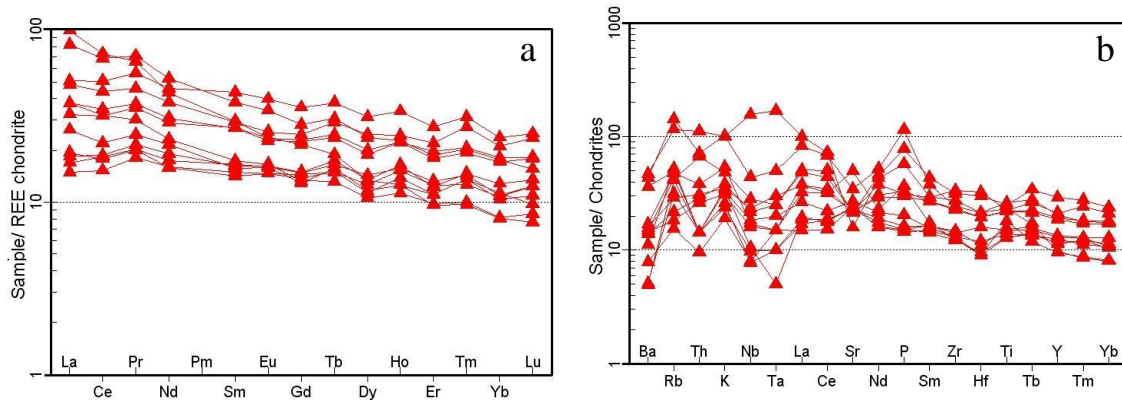 a
Sample/ REE chondrite
100
10
1
La Pr Pm Eu Tb Ho Tm Lu
Ce Nd Sm Gd Dy Er Yb
b
Sample/ Chondrites
1000
100
10
1
Ba Th Nb La Sr P Zr Ti Y Yb
Rb K Ta Ce Nd Sm Hf Tb Tm